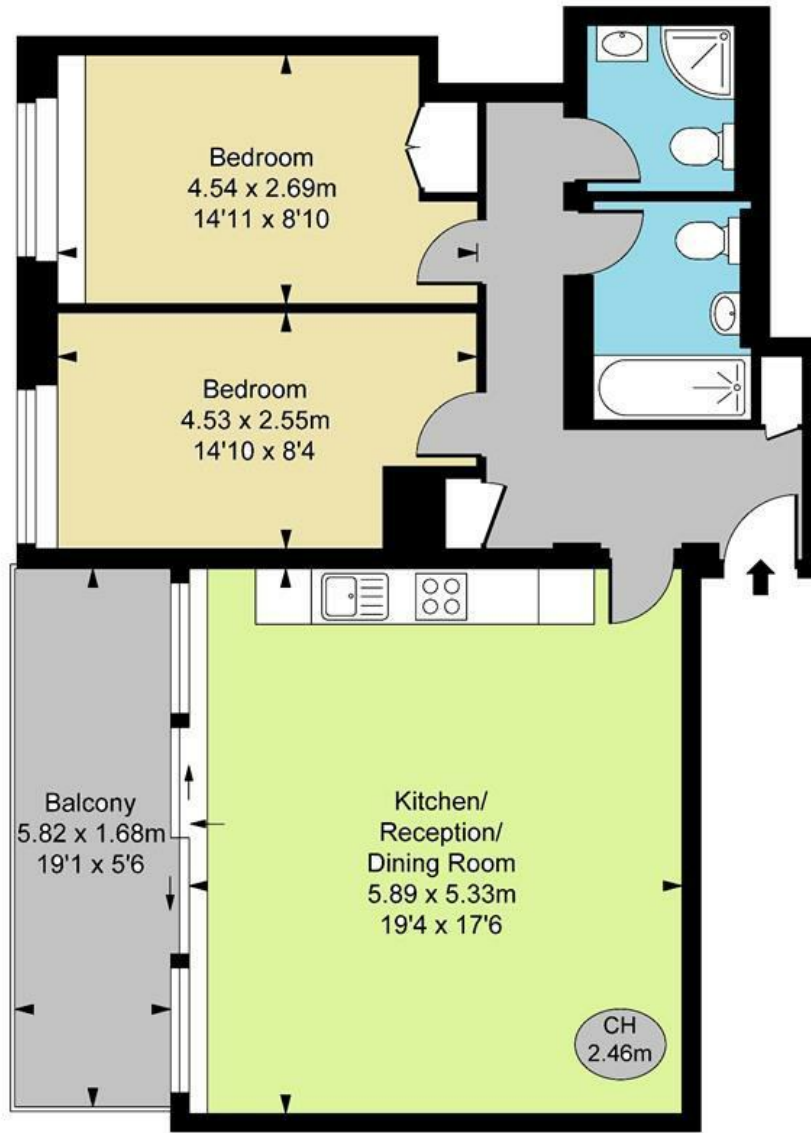 Bedroom
4.54 x 2.69m
14'11 x 8'10
Bedroom
4.53 x 2.55m
14'10 x 8'4
Balcony
5.82 x 1.68m
19'1 x 5'6
Kitchen/
Reception/
Dining Room
5.89 x 5.33m
19'4 x 17'6
CH
2.46m